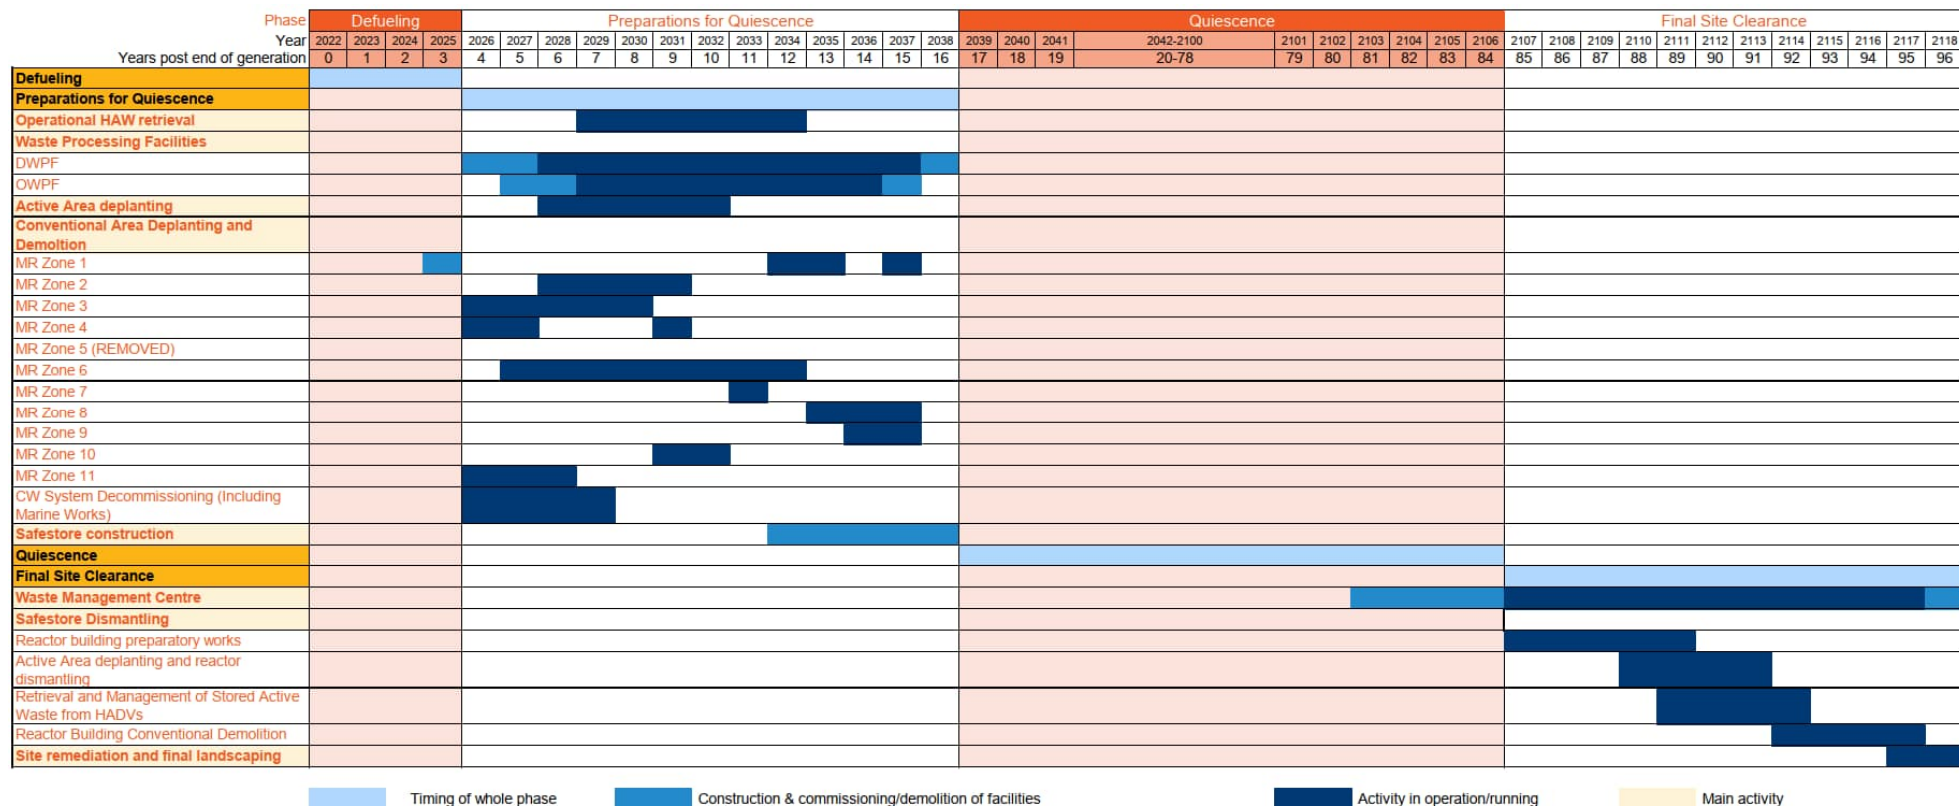 Phase Defueling Preparations for Quiescence Quiescence Final Site Clearance
Year 2022 2023 2024 2025 2026 2027 2028 2029 2030 2031 2032 2033 2034 2035 2036 2037 2038 2039 2040 2041 2042-2100 2101 2102 2103 2104 2105 2106 2107 2108 2109 2110 2111 2112 2113 2114 2115 2116 2117 2118
Years post end of generation 0 1 2 3 4 5 6 7 8 9 10 11 12 13 14 15 16 17 18 19 20-78 79 80 81 82 83 84 85 86 87 88 89 90 91 92 93 94 95 96
Defueling
Preparations for Quiescence
Operational HAW retrieval
Waste Processing Facilities
DWPF
OWPF
Active Area deplanting
Conventional Area Deplanting and
Demoltion
MR Zone 1
MR Zone 2
MR Zone 3
MR Zone 4
MR Zone 5 (REMOVED)
MR Zone 6
MR Zone 7
MR Zone 8
MR Zone 9
MR Zone 10
MR Zone 11
CW System Decommissioning (Including
Marine Works)
Safestore construction
Quiescence
Final Site Clearance
Waste Management Centre
Safestore Dismantling
Reactor building preparatory works
Active Area deplanting and reactor
dismantling
Retrieval and Management of Stored Active
Waste from HADVs
Reactor Building Conventional Demolition
Site remediation and final landscaping
Timing of whole phase Construction & commissioning/demolition of facilities Activity in operation/running Main activity